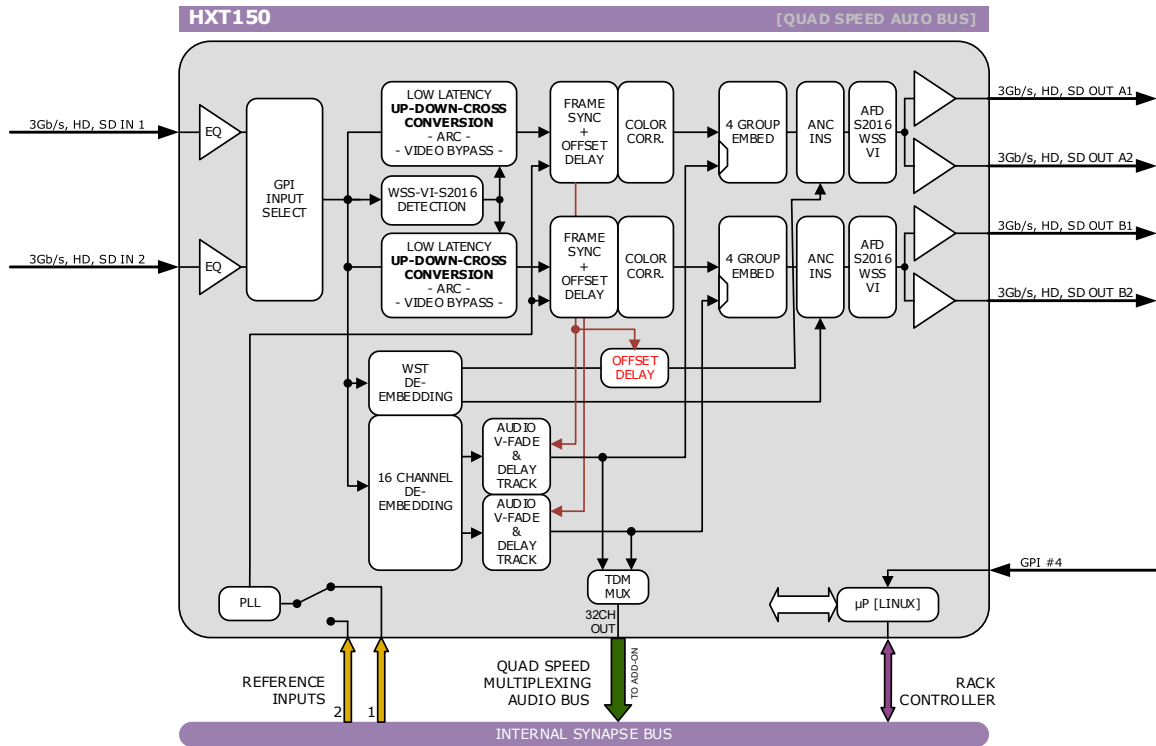 HXT150
[QUAD SPEED AUIO BUS]
3Gb/s, HD, SD IN 1
EQ
GPI
INPUT
SELECT
3Gb/s, HD, SD IN 2
EQ
LOW LATENCY
UP-DOWN-CROSS
CONVERSION
- ARC -
- VIDEO BYPASS -
WSS-VI-S2016
DETECTION
LOW LATENCY
UP-DOWN-CROSS
CONVERSION
- ARC -
- VIDEO BYPASS -
FRAME
SYNC
+
OFFSET
DELAY
COLOR
CORR.
4 GROUP
EMBED
ANC
INS
AFD
S2016
WSS
VI
3Gb/s, HD, SD OUT A1
3Gb/s, HD, SD OUT A2
FRAME
SYNC
+
OFFSET
DELAY
COLOR
CORR.
4 GROUP
EMBED
ANC
INS
AFD
S2016
WSS
VI
3Gb/s, HD, SD OUT B1
3Gb/s, HD, SD OUT B2
OFFSET
DELAY
WST
DE-
EMBEDDING
16 CHANNEL
DE-
EMBEDDING
AUDIO
V-FADE
&
DELAY
TRACK
AUDIO
V-FADE
&
DELAY
TRACK
TDM
MUX
32CH
OUT
GPI #4
µP [LINUX]
PLL
REFERENCE
INPUTS
2
1
QUAD SPEED
MULTIPLEXING
AUDIO BUS
TO ADD-ON
RACK
CONTROLLER
INTERNAL SYNAPSE BUS